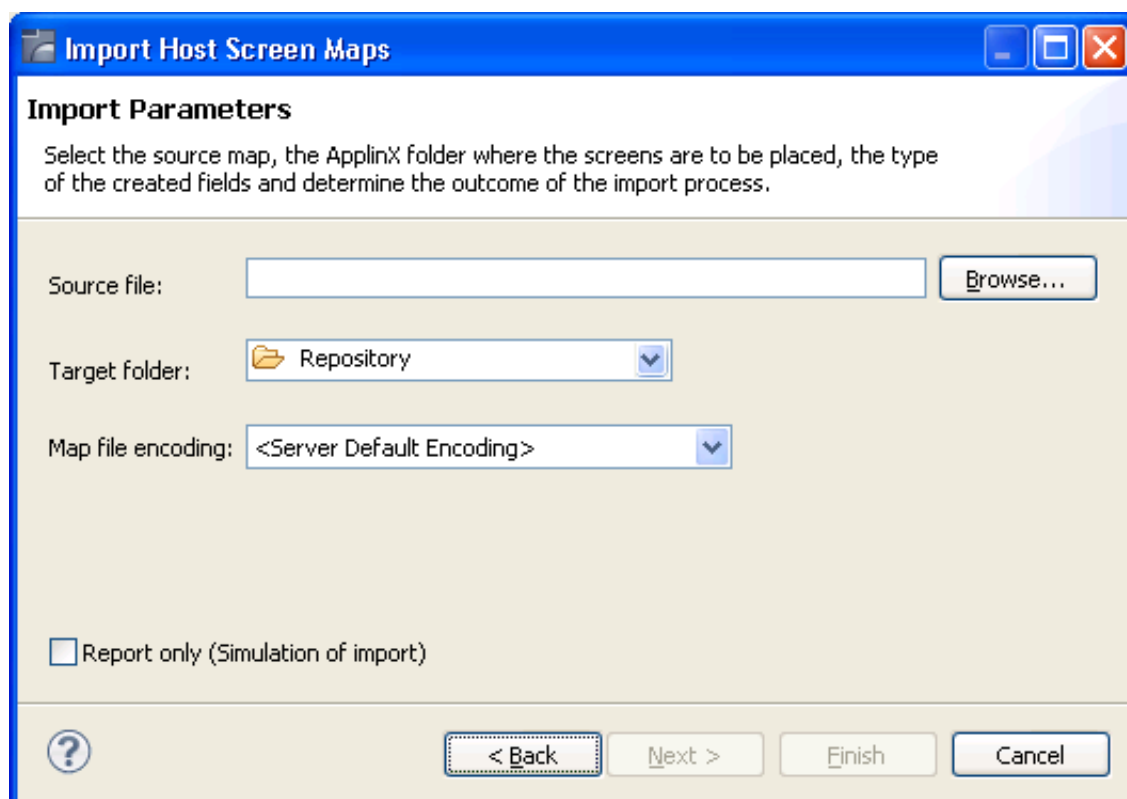 Import Host Screen Maps
Import Parameters
Select the source map, the ApplinX folder where the screens are to be placed, the type
of the created fields and determine the outcome of the import process.
Source file:
Browse...
Target folder:
Repository
Map file encoding:
<Server Default Encoding>
Report only (Simulation of import)
?
< Back
Next >
Finish
Cancel